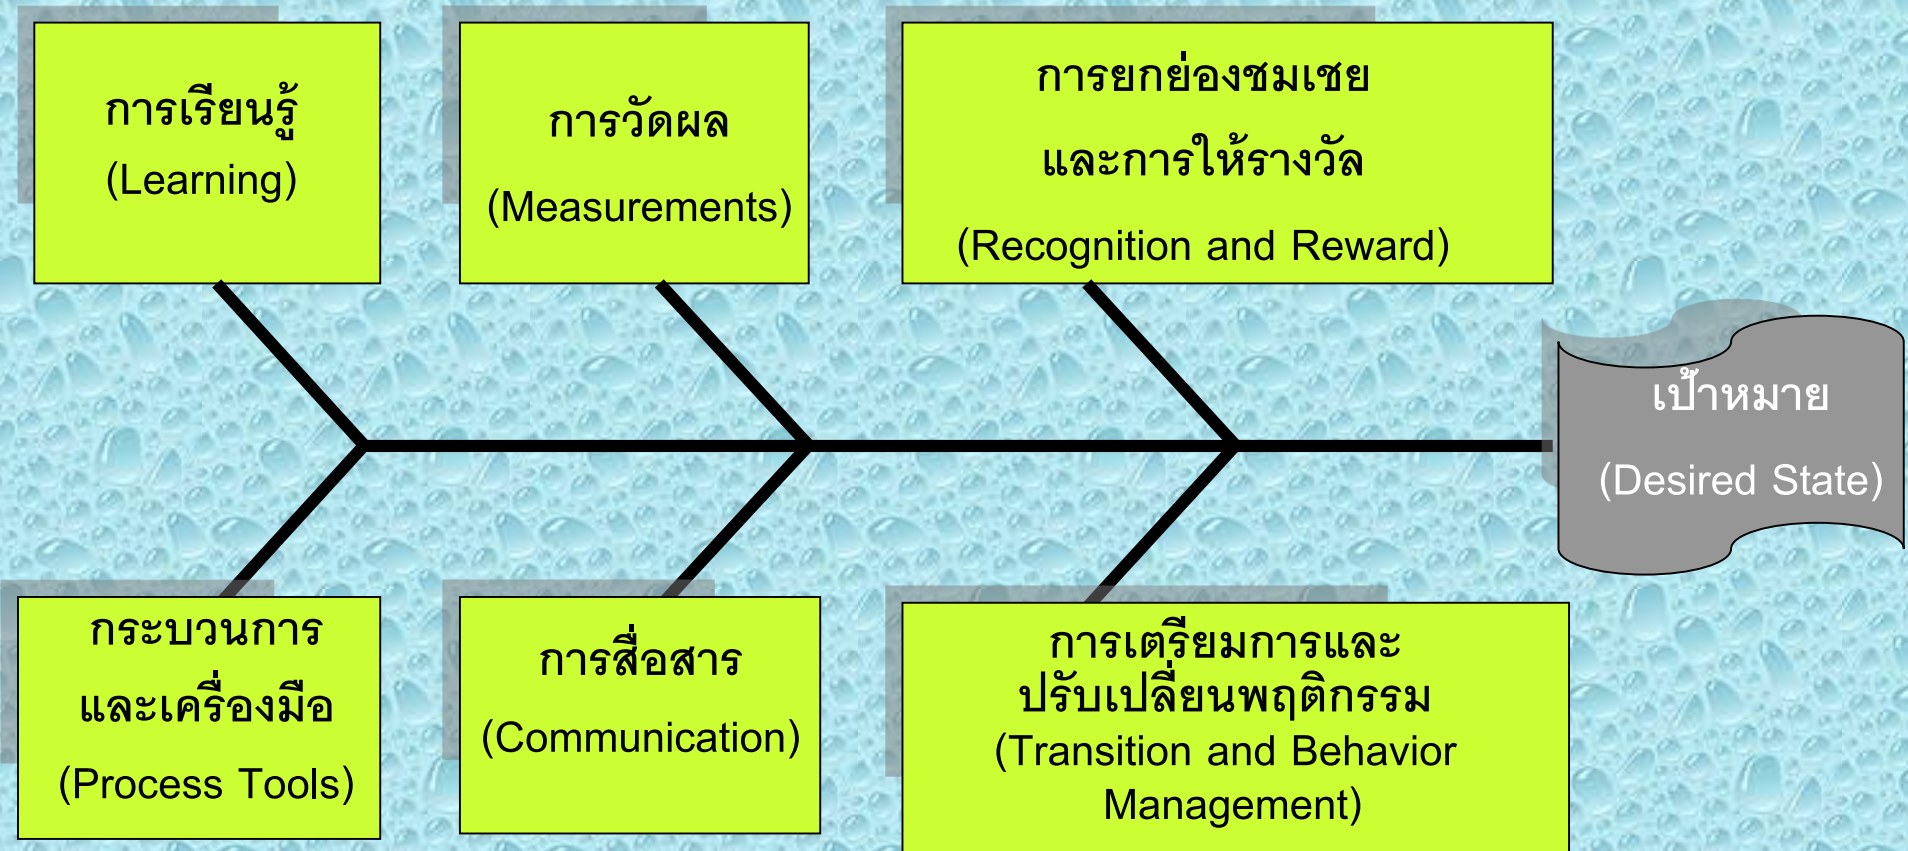 การเรียนรู้
(Learning)
การวัดผล
(Measurements)
การยกย่องชมเชย
และการให้รางวัล
(Recognition and Reward)
เป้าหมาย
(Desired State)
กระบวนการ
และเครื่องมือ
(Process Tools)
การสื่อสาร
(Communication)
การเตรียมการและ
ปรับเปลี่ยนพฤติกรรม
(Transition and Behavior
Management)